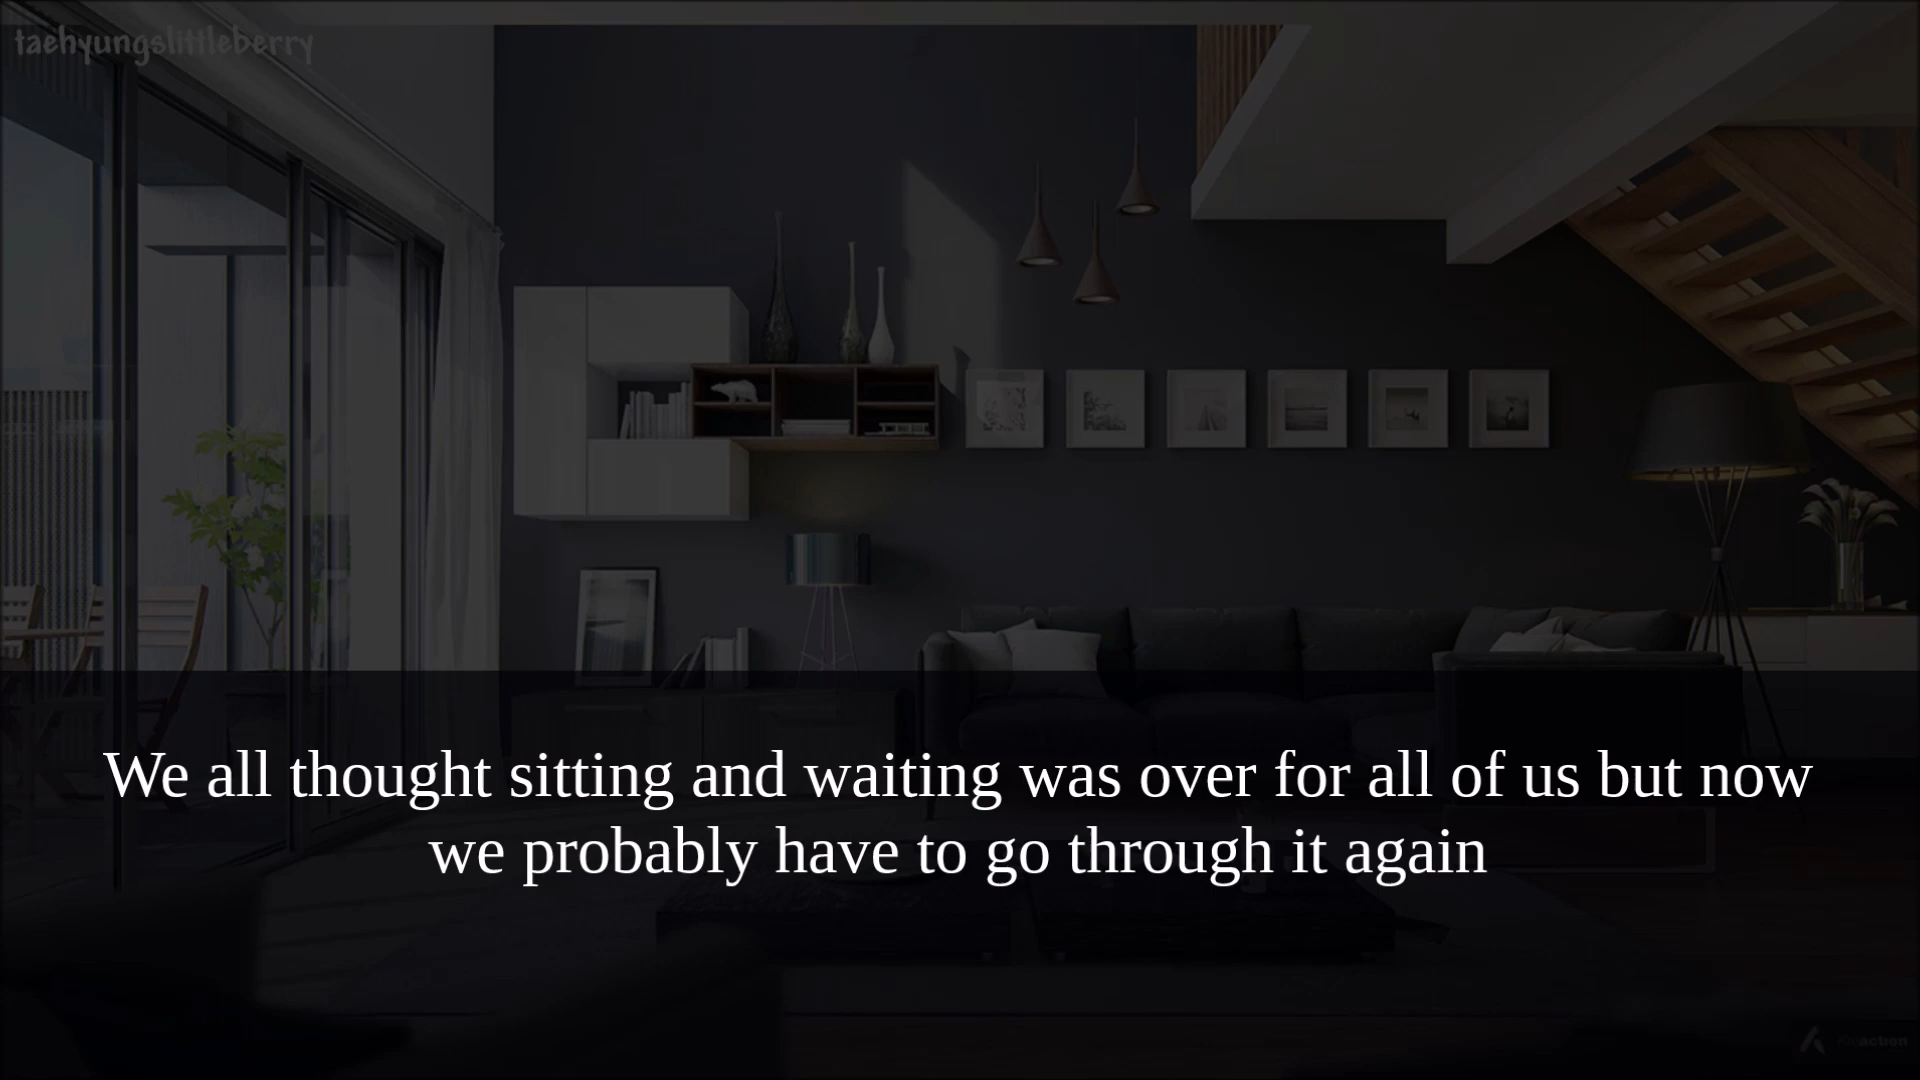 taehyungslittleberry
We all thought sitting and waiting was over for all of us but now
we probably have to go through it again